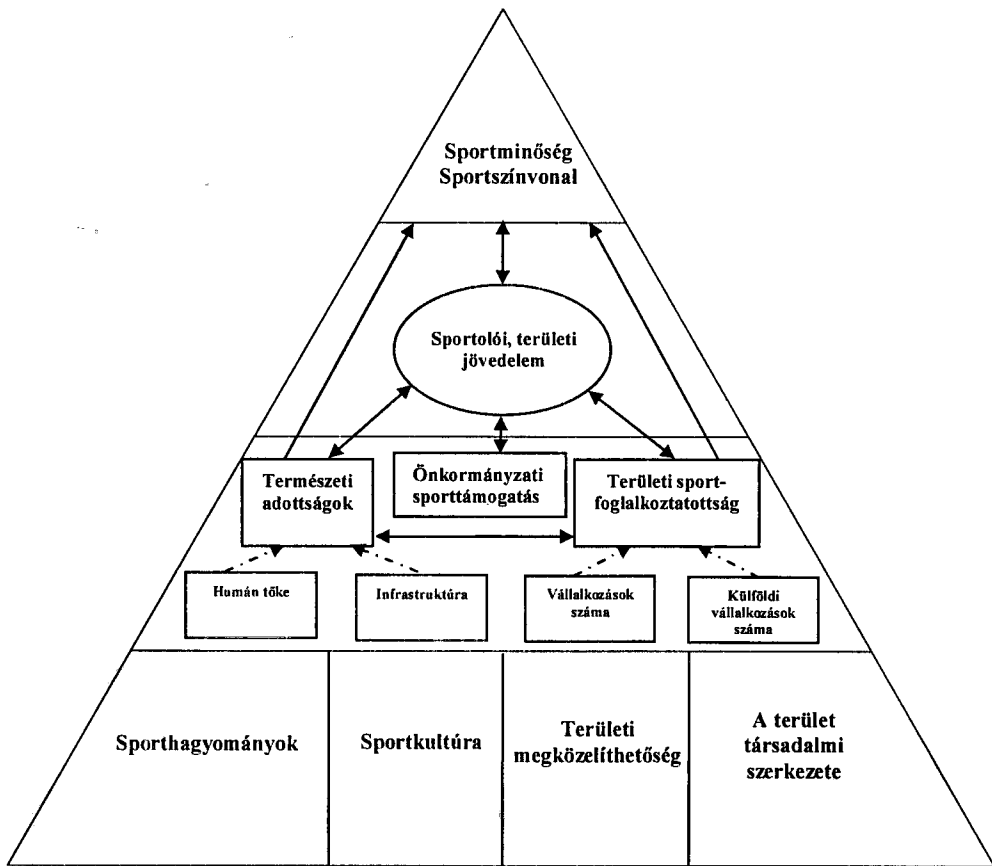 Sportminőség
Sportszínvonal
Sportolói, területi
jövedelem
Természeti
adottságok
Önkormányzati
sporttámogatás
Területi sport-
foglalkoztatottság
Humán tőke
Infrastruktúra
Vállalkozások
száma
Külföldi
vállalkozások
száma
Sporthagyományok
Sportkultúra
Területi
megközelíthetőség
A terület
társadalmi
szerkezete